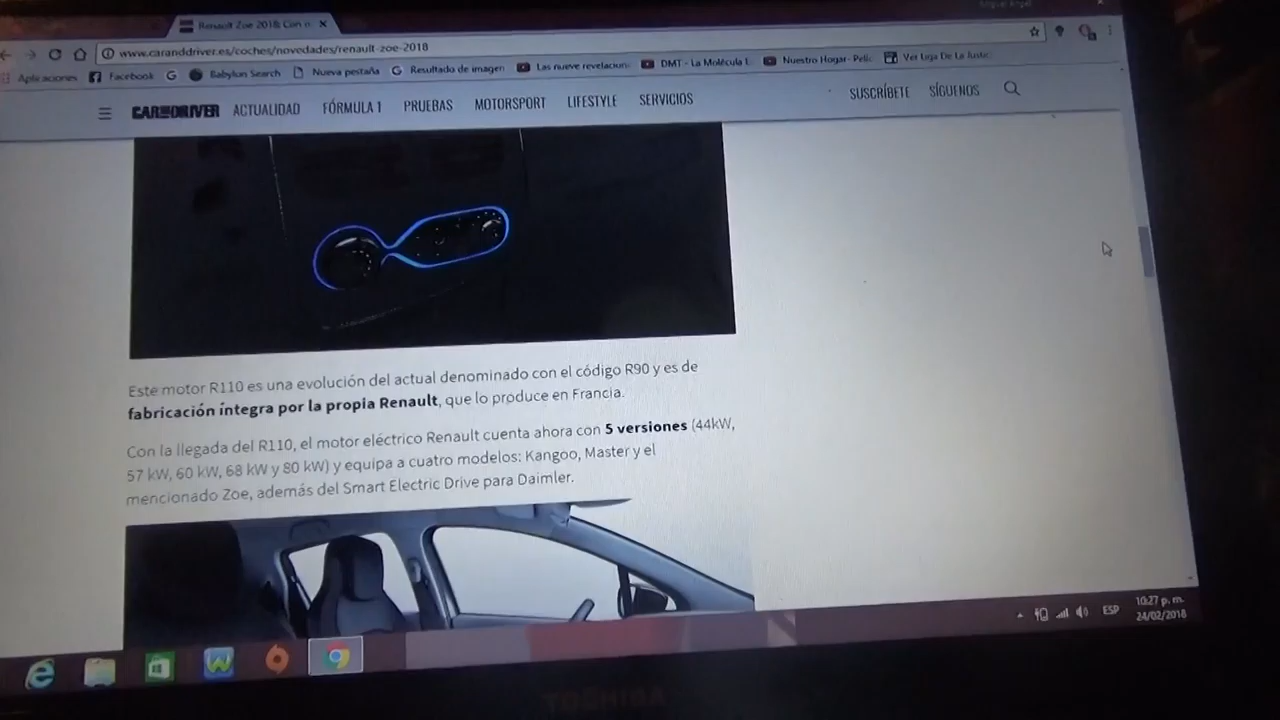 Renault Zoe 2018: Con
www.caranddriver.es/coches/novedades/renault-zoe-2018
Aplicaciones Facebook Babylon Search Nueva pestaña Resultado de imagen Las nueve revelacion DMT - La Molécula Nuestro Hogar- Pelíc Ver Liga De La Justic
CAR AND DRIVER ACTUALIDAD FÓRMULA 1 PRUEBAS MOTORSPORT LIFESTYLE SERVICIOS SUSCRÍBETE SÍGUENOS
Este motor R110 es una evolución del actual denominado con el código R90 y es de
fabricación íntegra por la propia Renault, que lo produce en Francia.
Con la llegada del R110, el motor eléctrico Renault cuenta ahora con 5 versiones (44kW,
57 kW, 60 kW, 68 kW y 80 kW) y equipa a cuatro modelos: Kangoo, Master y el
mencionado Zoe, además del Smart Electric Drive para Daimler.
ESP
10:27 p. m.
24/02/2018
TOSHIBA